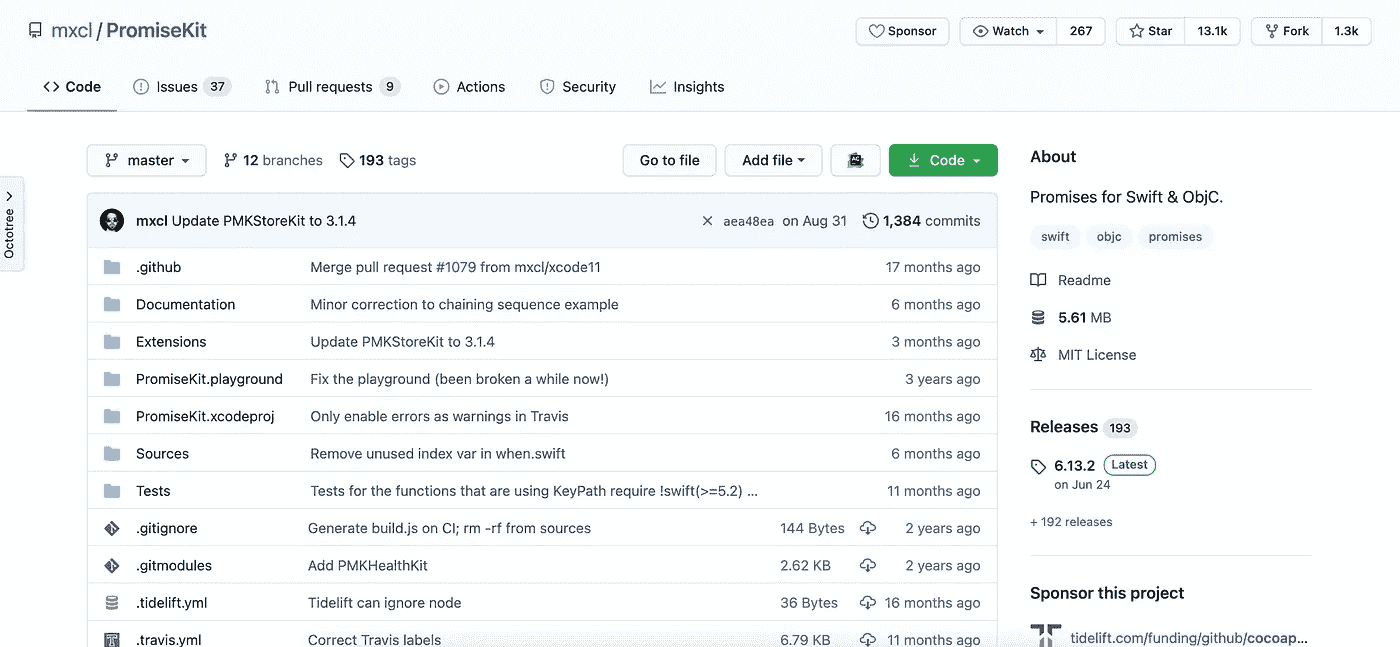 mxcl / PromiseKit
Sponsor
Watch 267
Star 13.1k
Fork 1.3k
Code
Issues 37
Pull requests 9
Actions
Security
Insights
master
12 branches
193 tags
Go to file
Add file
Code
Octotree
mxcl Update PMKStoreKit to 3.1.4 aea48ea on Aug 31 1,384 commits
.github Merge pull request #1079 from mxcl/xcode11 17 months ago
Documentation Minor correction to chaining sequence example 6 months ago
Extensions Update PMKStoreKit to 3.1.4 3 months ago
PromiseKit.playground Fix the playground (been broken a while now!) 3 years ago
PromiseKit.xcodeproj Only enable errors as warnings in Travis 16 months ago
Sources Remove unused index var in when.swift 6 months ago
Tests Tests for the functions that are using KeyPath require !swift(>=5.2) ... 11 months ago
.gitignore Generate build.js on CI; rm -rf from sources 144 Bytes 2 years ago
.gitmodules Add PMKHealthKit 2.62 KB 2 years ago
.tidelift.yml Tidelift can ignore node 36 Bytes 16 months ago
.travis.yml Correct Travis labels 6.79 KB 11 months ago
About
Promises for Swift & ObjC.
swift objc promises
Readme
5.61 MB
MIT License
Releases 193
6.13.2 Latest
on Jun 24
+ 192 releases
Sponsor this project
tidelift.com/funding/github/cocoap...